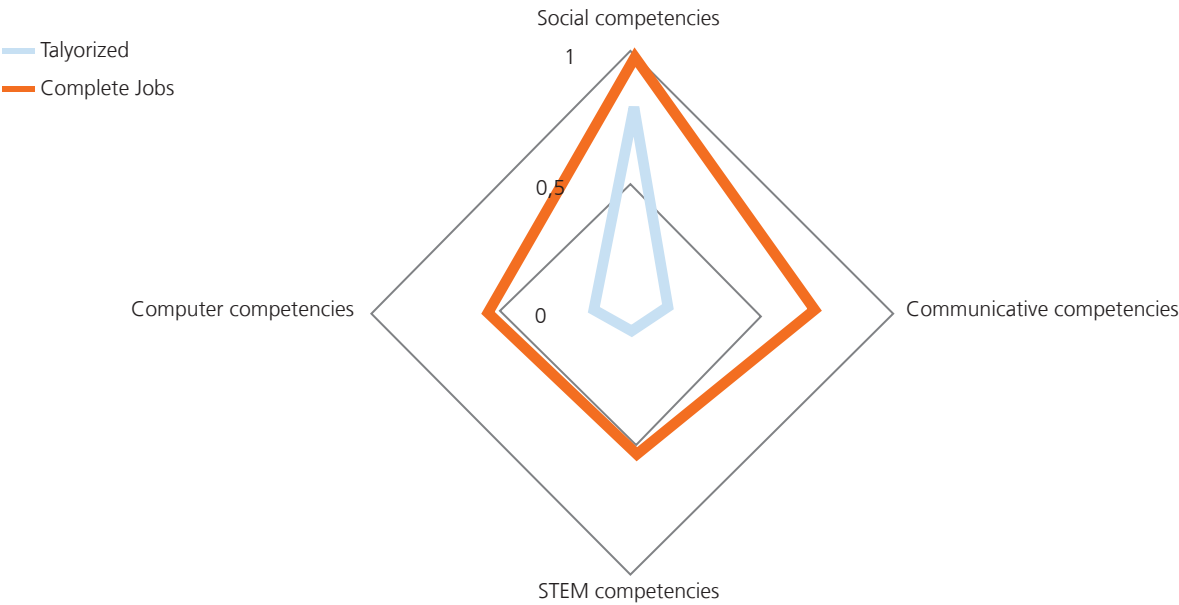 Social competencies
Talyorized
Complete Jobs
1
0,5
0
Computer competencies
Communicative competencies
STEM competencies